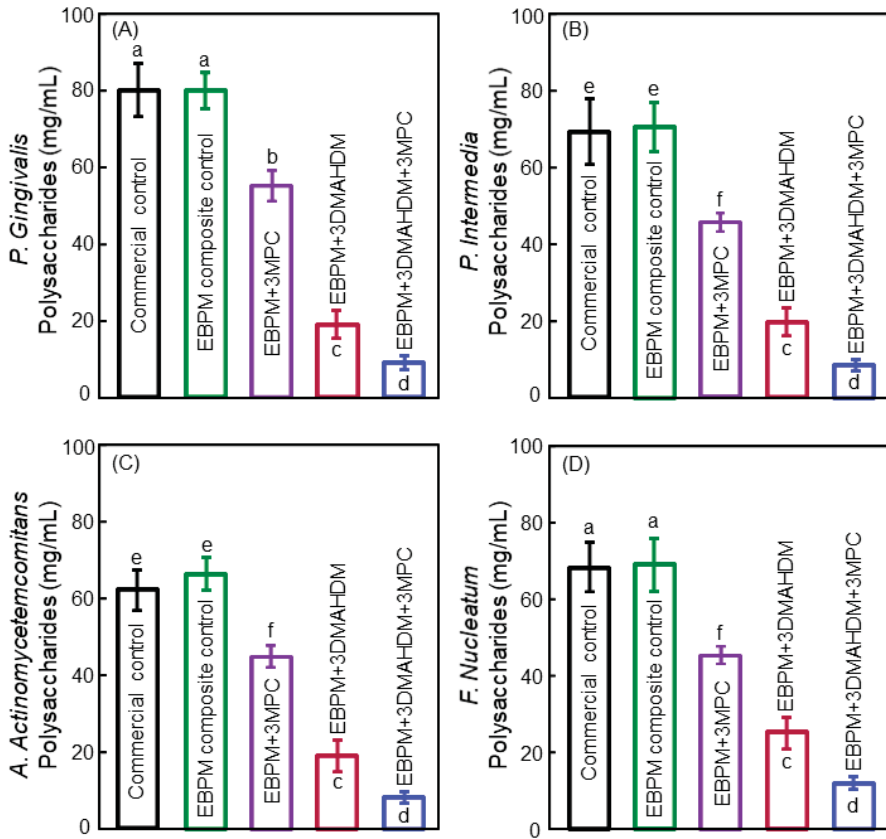 (A)
P. Gingivalis
Polysaccharides (mg/mL)
100
80
60
40
20
0
a
a
b
c
d
Commercial control
EBPM composite control
EBPM+3MPC
EBPM+3DMAHDM
EBPM+3DMAHDM+3MPC
(B)
P. Intermedia
Polysaccharides (mg/mL)
100
80
60
40
20
0
e
e
f
c
d
Commercial control
EBPM composite control
EBPM+3MPC
EBPM+3DMAHDM
EBPM+3DMAHDM+3MPC
(C)
A. Actinomycetemcomitans
Polysaccharides (mg/mL)
100
80
60
40
20
0
e
e
f
c
d
Commercial control
EBPM composite control
EBPM+3MPC
EBPM+3DMAHDM
EBPM+3DMAHDM+3MPC
(D)
F. Nucleatum
Polysaccharides (mg/mL)
100
80
60
40
20
0
a
a
f
c
d
Commercial control
EBPM composite control
EBPM+3MPC
EBPM+3DMAHDM
EBPM+3DMAHDM+3MPC